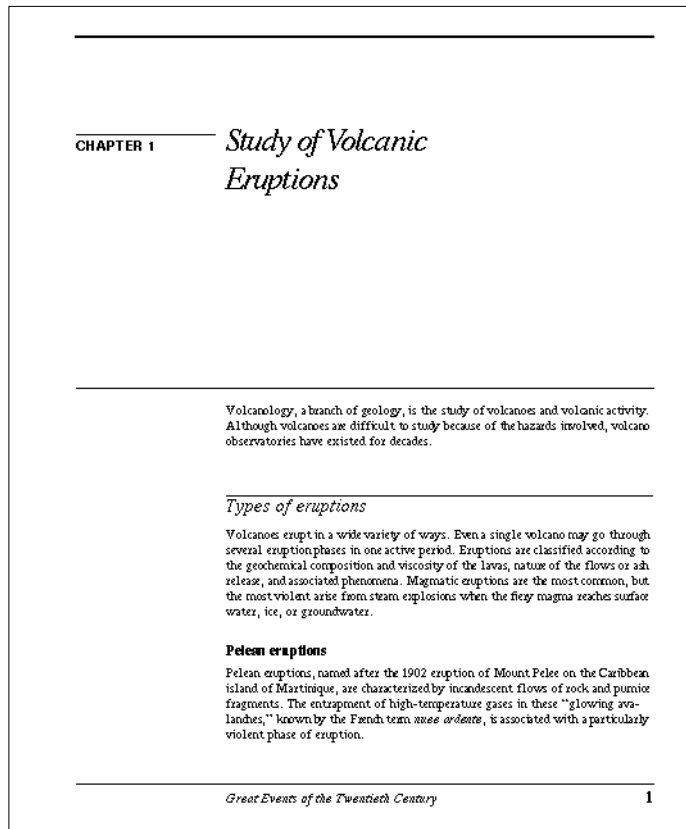 CHAPTER 1
Study of Volcanic
Eruptions
Volcanology, a branch of geology, is the study of volcanoes and volcanic activity.
Although volcanoes are difficult to study because of the hazards involved, volcano
observatories have existed for decades.
Types of eruptions
Volcanoes erupt in a wide variety of ways. Even a single volcano may go through
several eruption phases in one active period. Eruptions are classified according to
the geochemical composition and viscosity of the lavas, nature of the flows or ash
release, and associated phenomena. Magmatic eruptions are the most common, but
the most violent arise from steam explosions when the fiery magma reaches surface
water, ice, or groundwater.
Pelean eruptions
Pelean eruptions, named after the 1902 eruption of Mount Pelee on the Caribbean
island of Martinique, are characterized by incandescent flows of rock and pumice
fragments. The entrapment of high-temperature gases in these “glowing ava-
lanches,” known by the French term nuee ardente, is associated with a particularly
violent phase of eruption.
Great Events of the Twentieth Century 1